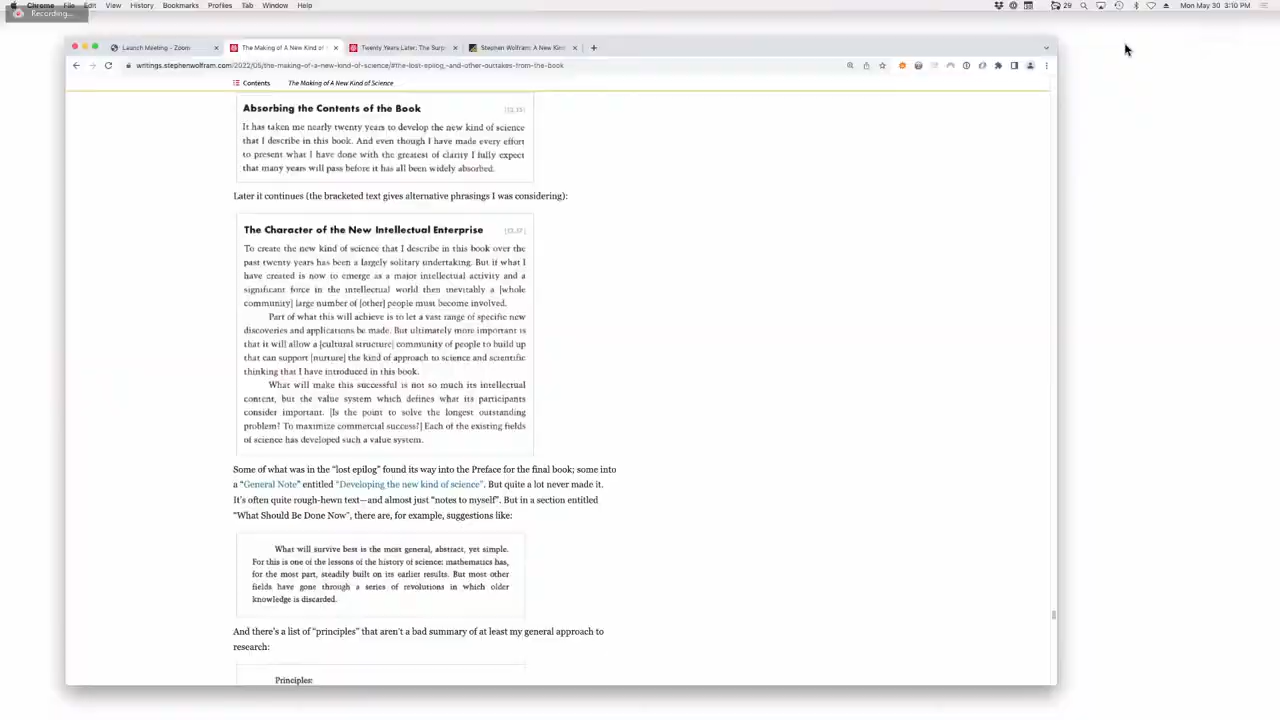 Chrome File Edit View History Bookmarks Profiles Tab Window Help
29 Mon May 30 3:10 PM
Recording...
Launch Meeting - Zoom
The Making of A New Kind of
Twenty Years Later: The Surp
Stephen Wolfram: A New Kin
writings.stephenwolfram.com/2022/05/the-making-of-a-new-kind-of-science/#the-lost-epilog_-and-other-outtakes-from-the-book
Contents The Making of A New Kind of Science
Absorbing the Contents of the Book
It has taken me nearly twenty years to develop the new kind of science
that I describe in this book. And even though I have made every effort
to present what I have done with the greatest of clarity I fully expect
that many years will pass before it has all been widely absorbed.
Later it continues (the bracketed text gives alternative phrasings I was considering):
The Character of the New Intellectual Enterprise
To create the new kind of science that I describe in this book over the
past twenty years has been a largely solitary undertaking. But if what I
have created is now to emerge as a major intellectual activity and a
significant force in the intellectual world then inevitably a [whole
community] large number of [other] people must become involved.
Part of what this will achieve is to let a vast range of specific new
discoveries and applications be made. But ultimately more important is
that it will allow a [cultural structure] community of people to build up
that can support [nurture] the kind of approach to science and scientific
thinking that I have introduced in this book.
What will make this successful is not so much its intellectual
content, but the value system which defines what its participants
consider important. [Is the point to solve the longest outstanding
problem? To maximize commercial success?] Each of the existing fields
of science has developed such a value system.
Some of what was in the “lost epilog” found its way into the Preface for the final book; some into
a “General Note” entitled “Developing the new kind of science”. But quite a lot never made it.
It’s often quite rough-hewn text—and almost just “notes to myself”. But in a section entitled
“What Should Be Done Now”, there are, for example, suggestions like:
What will survive best is the most general, abstract, yet simple.
For this is one of the lessons of the history of science: mathematics has,
for the most part, steadily built on its earlier results. But most other
fields have gone through a series of revolutions in which older
knowledge is discarded.
And there’s a list of “principles” that aren’t a bad summary of at least my general approach to
research:
Principles: